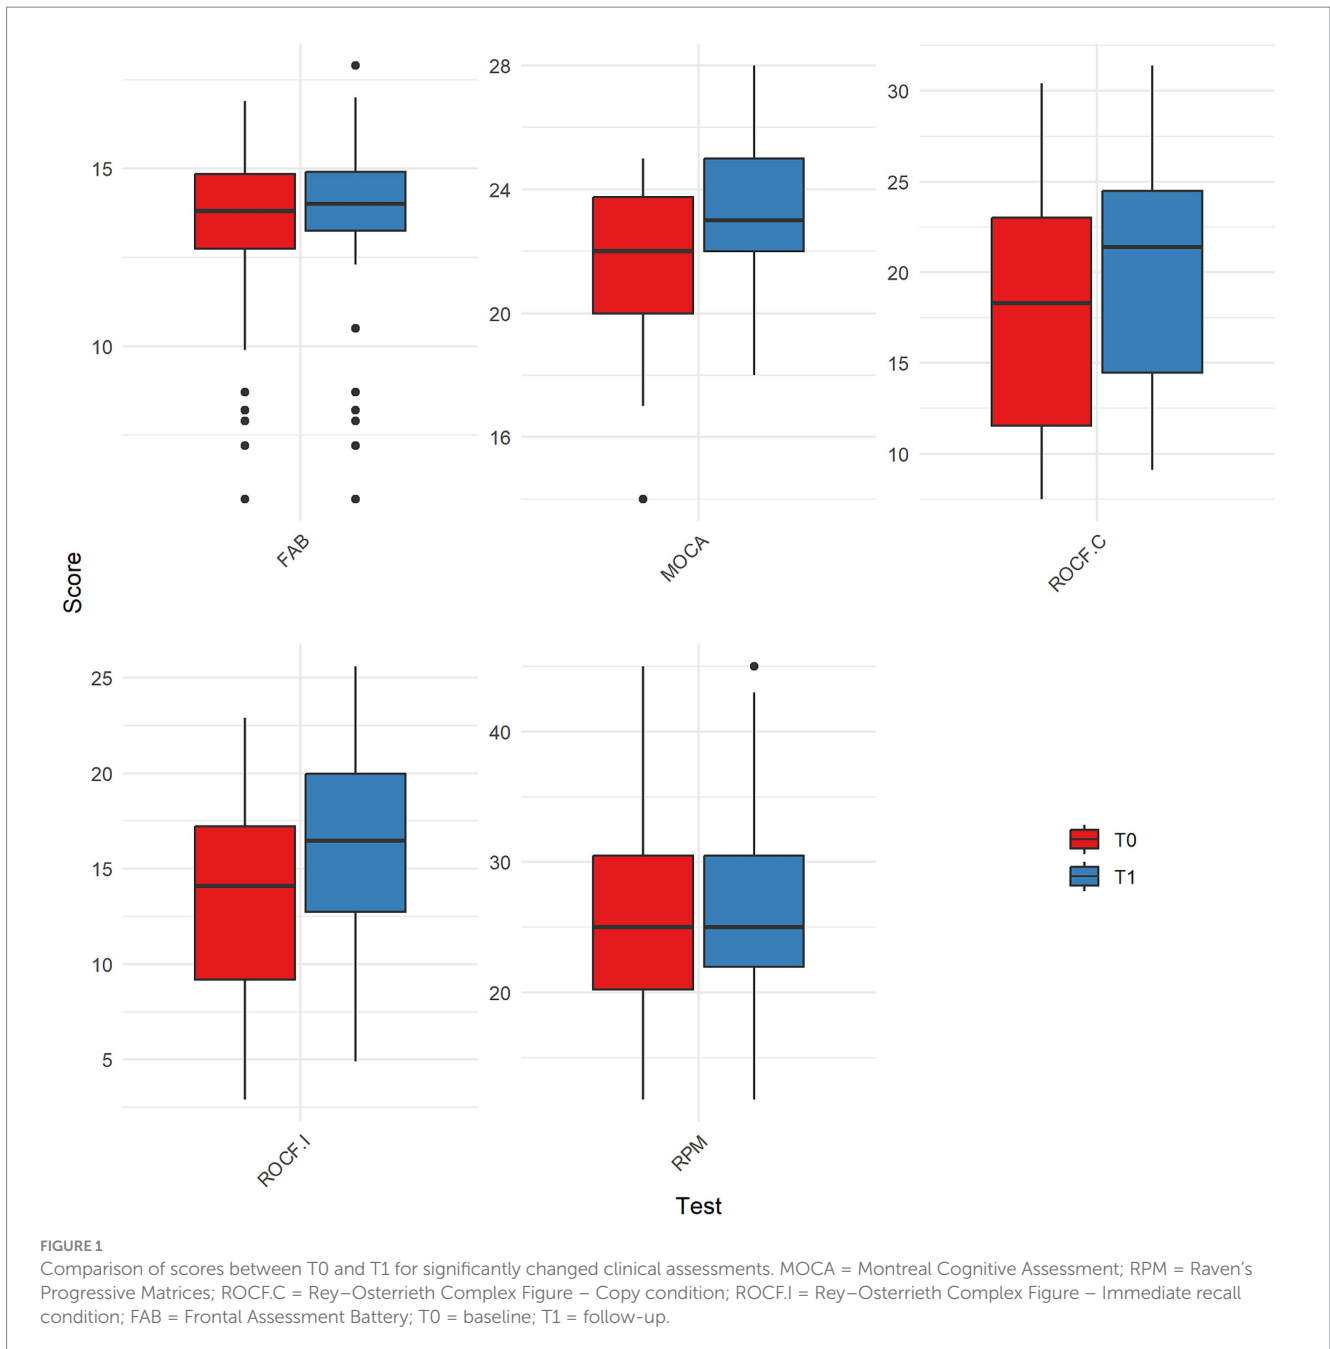 15
10
FAB
28
24
20
16
MOCA
30
25
20
15
10
ROCF.C
Score
25
20
15
10
5
ROCF.I
40
30
20
RPM
T0
T1
Test
FIGURE 1
Comparison of scores between T0 and T1 for significantly changed clinical assessments. MOCA = Montreal Cognitive Assessment; RPM = Raven's
Progressive Matrices; ROCF.C = Rey–Osterrieth Complex Figure – Copy condition; ROCF.I = Rey–Osterrieth Complex Figure – Immediate recall
condition; FAB = Frontal Assessment Battery; T0 = baseline; T1 = follow-up.